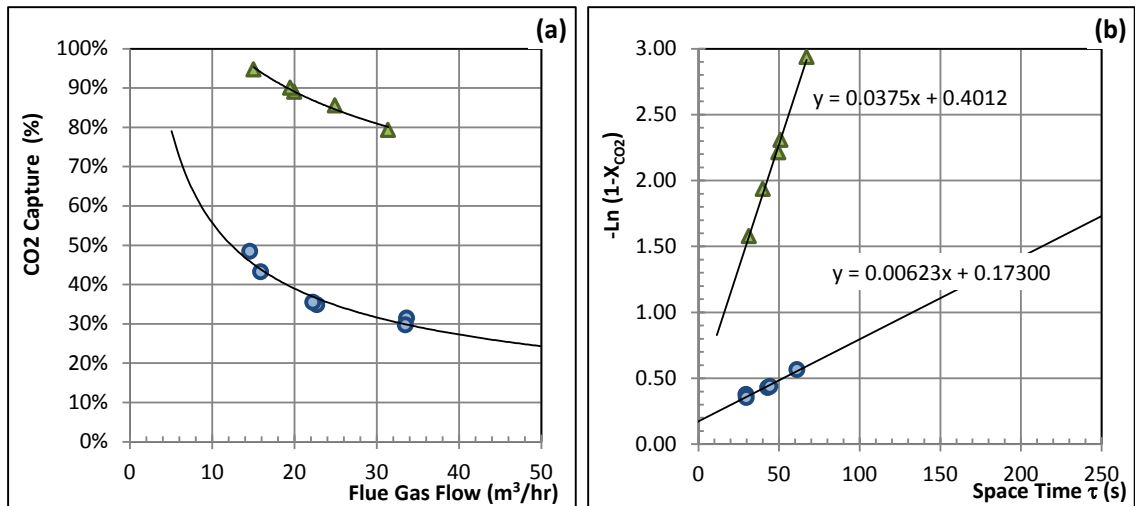 (a)
100%
90%
80%
70%
60%
50%
40%
30%
20%
10%
0%
CO2 Capture (%)
0 10 20 30 40 50
Flue Gas Flow (m³/hr)
(b)
3.00
2.50
2.00
1.50
1.00
0.50
0.00
-Ln (1-X_CO2)
y = 0.0375x + 0.4012
y = 0.00623x + 0.17300
0 50 100 150 200 250
Space Time τ (s)